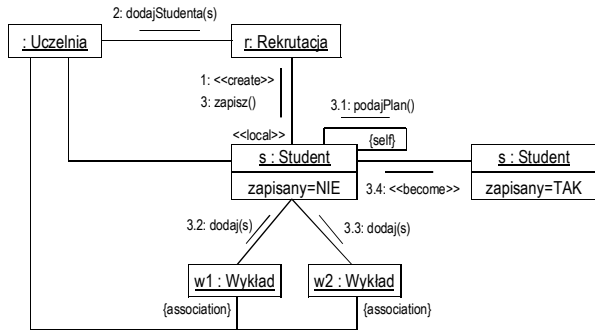 2: dodajStudenta(s)
: Uczelnia
r: Rekrutacja
1: <<create>>
3: zapisz()
3.1: podajPlan()
<<local>>
{self}
s : Student
zapisany=NIE
s : Student
zapisany=TAK
3.4: <<become>>
3.2: dodaj(s)
3.3: dodaj(s)
w1 : Wykład
w2 : Wykład
{association}
{association}